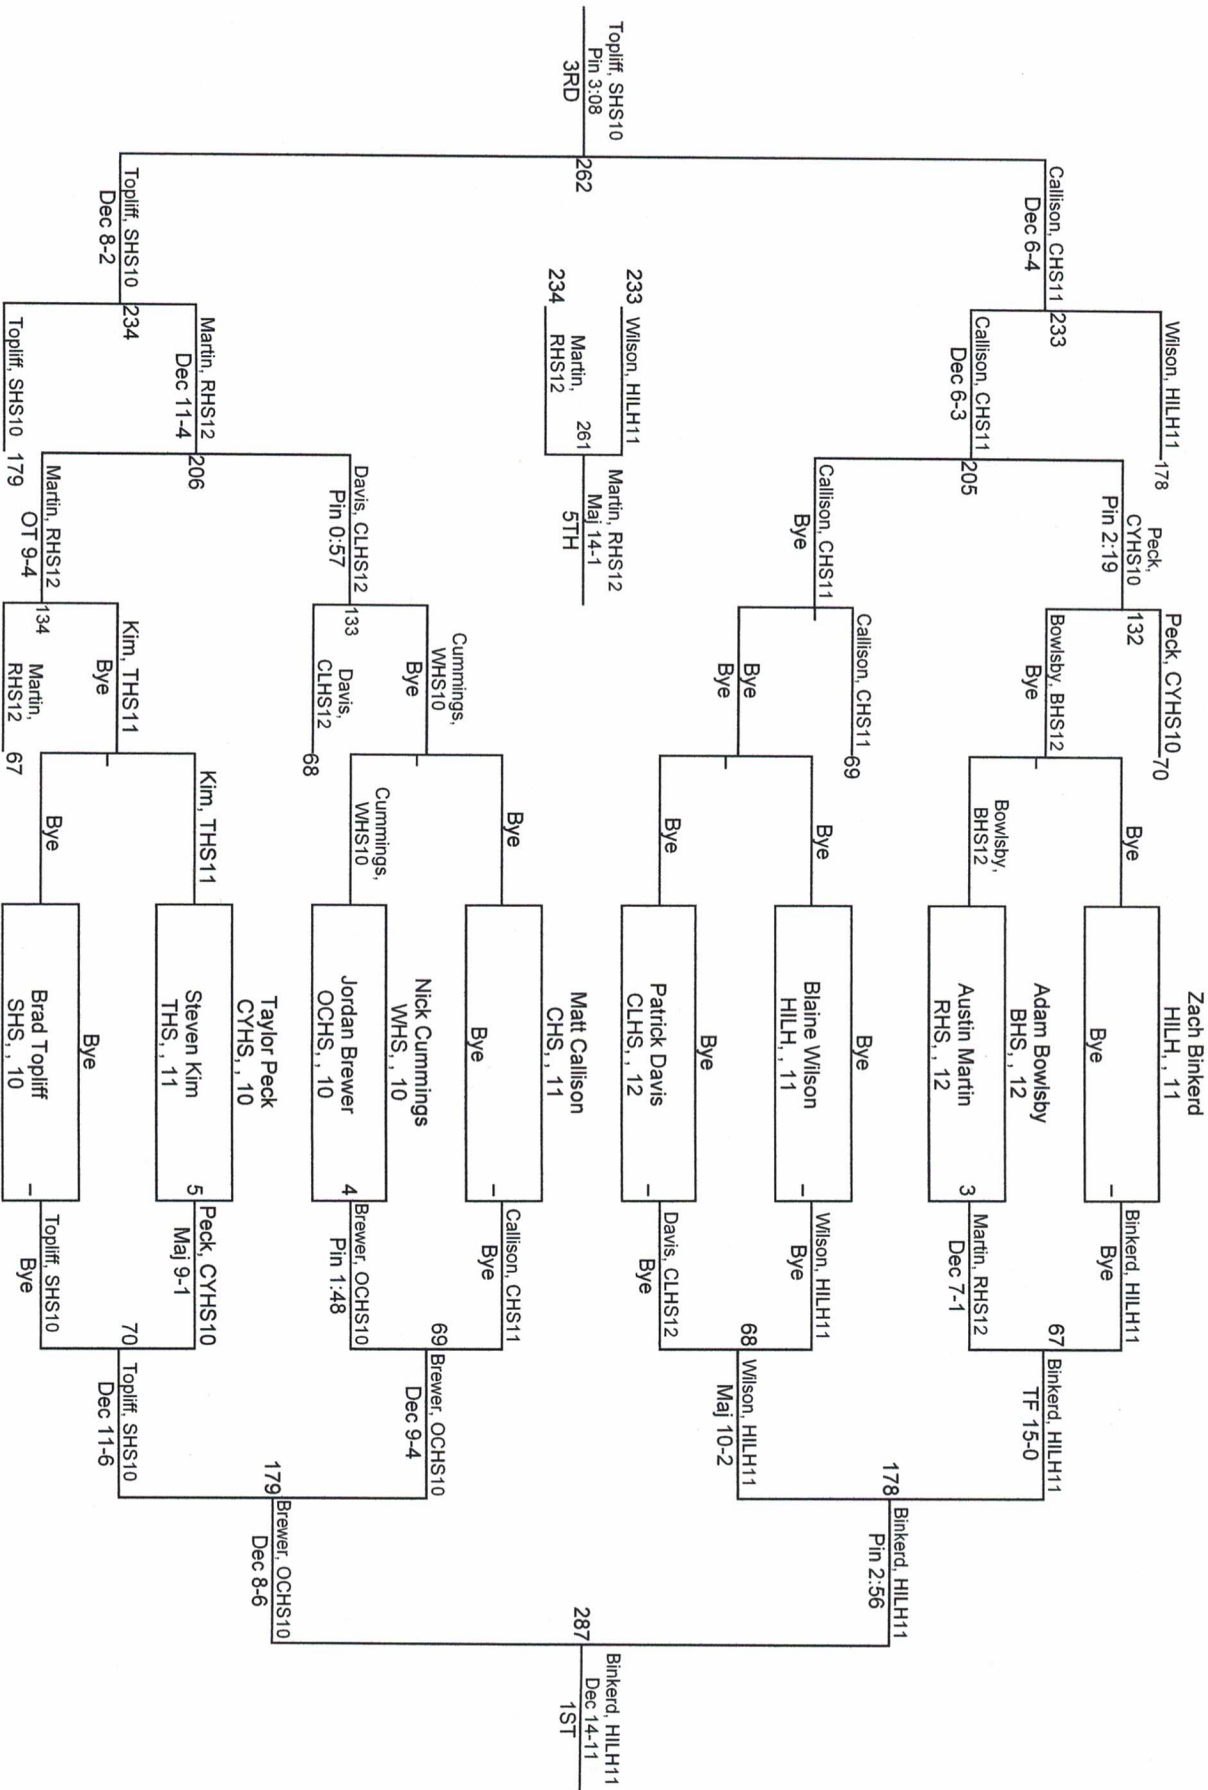 Zach Binkerd
HILH, , 11
Bye
Adam Bowlsby
BHS, , 12
Austin Martin
RHS, , 12
Bye
Blaine Wilson
HILH, , 11
Bye
Patrick Davis
CLHS, , 12
Matt Callison
CHS, , 11
Bye
Nick Cummings
WHS, , 10
Jordan Brewer
OCHS, , 10
Taylor Peck
CYHS, , 10
Steven Kim
THS, , 11
Bye
Brad Topliff
SHS, , 10
Binkerd, HILH11
Bye
3
Martin, RHS12
Dec 7-1
Wilson, HILH11
Bye
Davis, CLHS12
Bye
Callison, CHS11
Bye
4
Brewer, OCHS10
Pin 1:48
5
Peck, CYHS10
Maj 9-1
Topliff, SHS10
Bye
67
Binkerd, HILH11
TF 15-0
68
Wilson, HILH11
Maj 10-2
69
Brewer, OCHS10
Dec 9-4
70
Topliff, SHS10
Dec 11-6
178
Binkerd, HILH11
Pin 2:56
179
Brewer, OCHS10
Dec 8-6
287
Binkerd, HILH11
Dec 14-11
1ST
Bye
Bowlsby,
BHS12
Bye
Bye
Bye
Cummings,
WHS10
Kim, THS11
Bye
Peck, CYHS10
70
Bowlsby, BHS12
Bye
Callison, CHS11
69
Bye
Bye
Cummings,
WHS10
Bye
Davis,
CLHS12
68
Kim, THS11
Bye
Martin,
RHS12
67
132
Peck,
CYHS10
Pin 2:19
Callison, CHS11
Bye
133
Davis, CLHS12
Pin 0:57
134
Martin, RHS12
OT 9-4
Wilson, HILH11
178
205
Callison, CHS11
Dec 6-3
206
Martin, RHS12
Dec 11-4
Topliff, SHS10
179
233
Callison, CHS11
Dec 6-4
234
Topliff, SHS10
Dec 8-2
262
Topliff, SHS10
Pin 3:08
3RD
233
Wilson, HILH11
234
Martin,
RHS12
261
Martin, RHS12
Maj 14-1
5TH